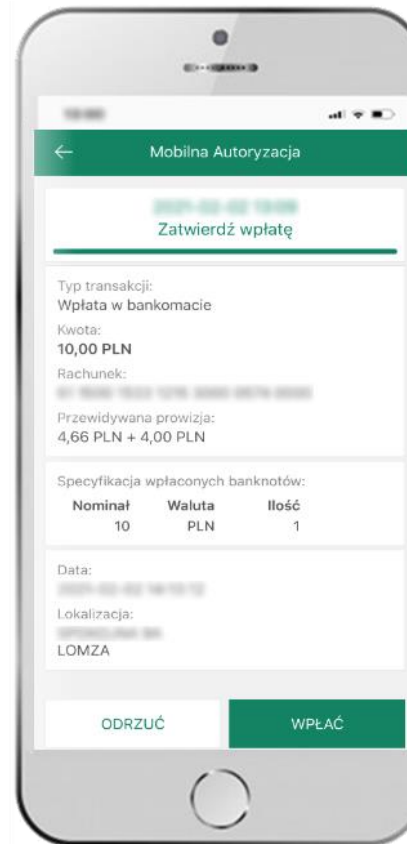 Mobilna Autoryzacja
Zatwierdź wpłatę
Typ transakcji:
Wpłata w bankomacie
Kwota:
10,00 PLN
Rachunek:
Przewidywana prowizja:
4,66 PLN + 4,00 PLN
Specyfikacja wpłaconych banknotów:
Nominał Waluta Ilość
10 PLN 1
Data:
Lokalizacja:
LOMZA
ODRZUĆ WPŁAĆ